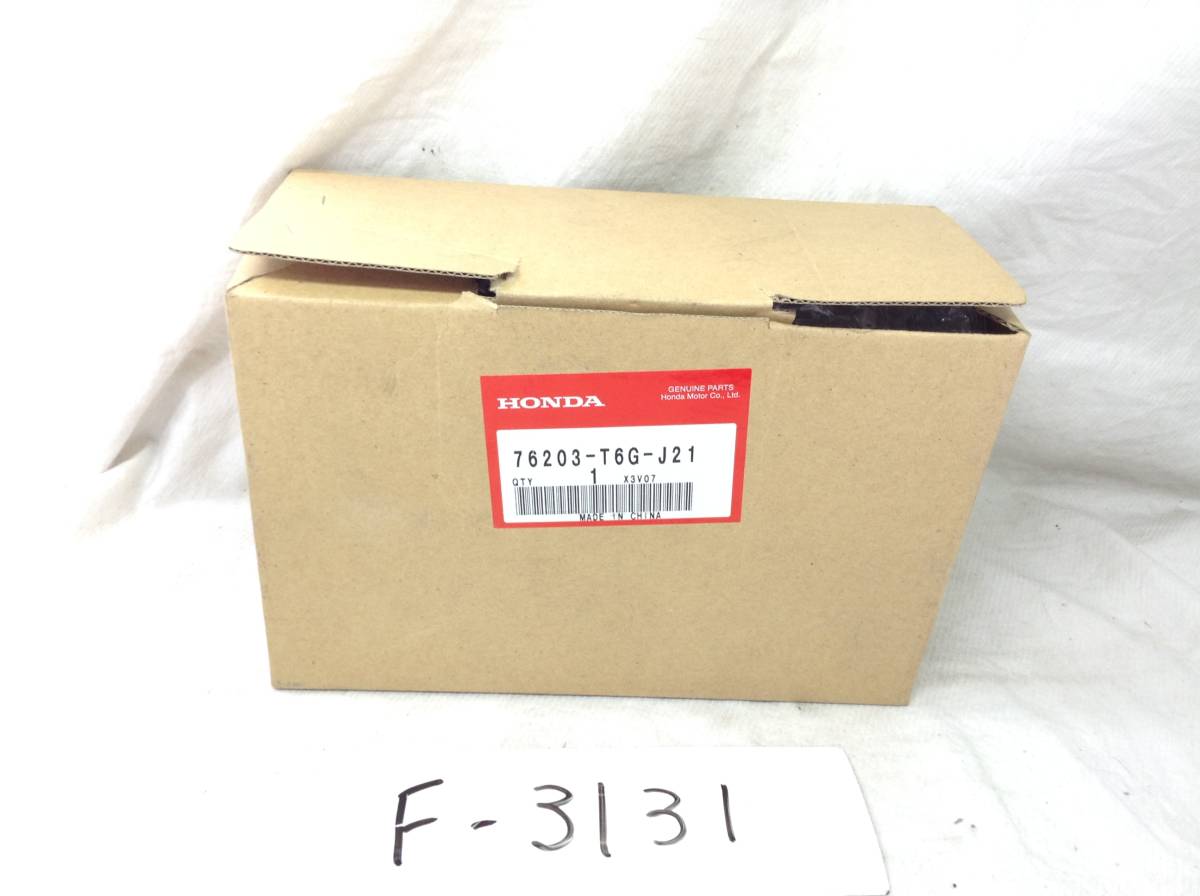 HONDA
GENUINE PARTS
Honda Motor Co., Ltd.
76203-T6G-J21
QTY 1 X3V07
MADE IN CHINA
F-3131